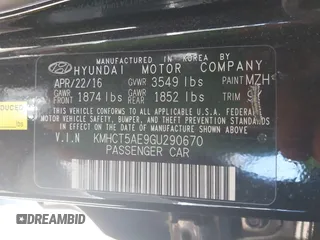 MANUFACTURED IN KOREA BY
HYUNDAI MOTOR COMPANY
APR/22/16 GVWR 3549 lbs PAINT MZH
GAWR FRONT 1874 lbs GAWR REAR 1852 lbs TRIM
THIS VEHICLE CONFORMS TO ALL APPLICABLE
FEDERAL MOTOR VEHICLE SAFETY, BUMPER, AND
THEFT PREVENTION STANDARDS IN EFFECT ON
THE DATE OF MANUFACTURE SHOWN ABOVE.
V.I.N KMHCT5AE9GU290670
PASSENGER CAR
DREAMBID